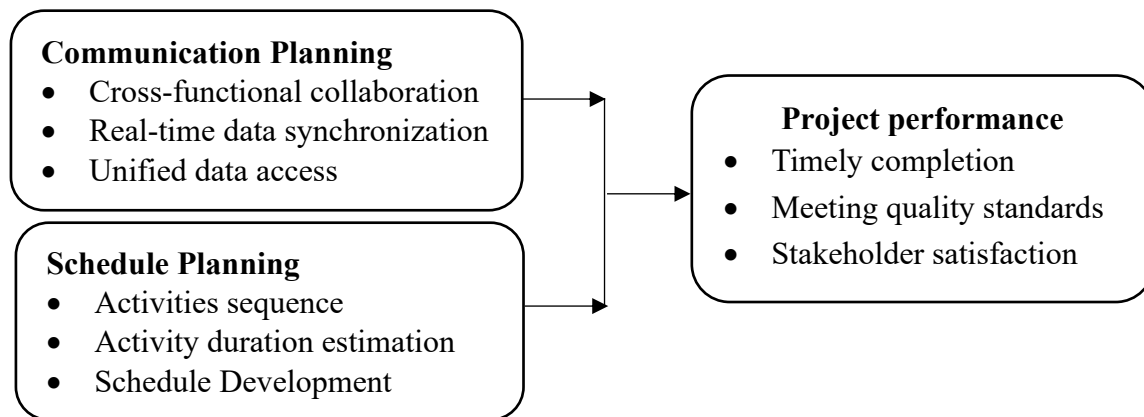 Communication Planning
• Cross-functional collaboration
• Real-time data synchronization
• Unified data access
Schedule Planning
• Activities sequence
• Activity duration estimation
• Schedule Development
Project performance
• Timely completion
• Meeting quality standards
• Stakeholder satisfaction